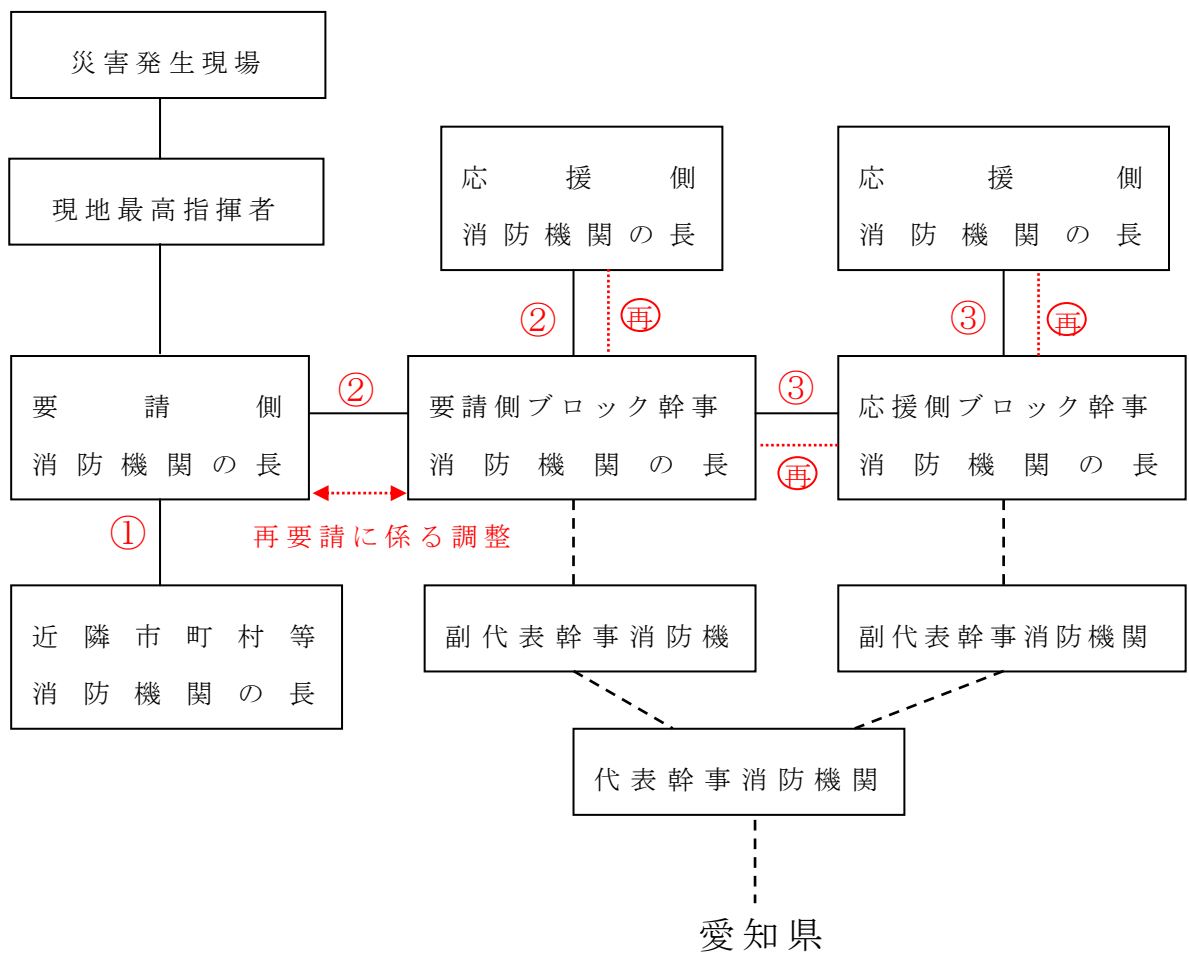 災害発生現場
現地最高指揮者
応援側
消防機関の長
応援側
消防機関の長
②
再
③
再
要請側
消防機関の長
②
要請側ブロック幹事
消防機関の長
③
再
応援側ブロック幹事
消防機関の長
①
再要請に係る調整
近隣市町村等
消防機関の長
副代表幹事消防機
副代表幹事消防機関
代表幹事消防機関
愛知県